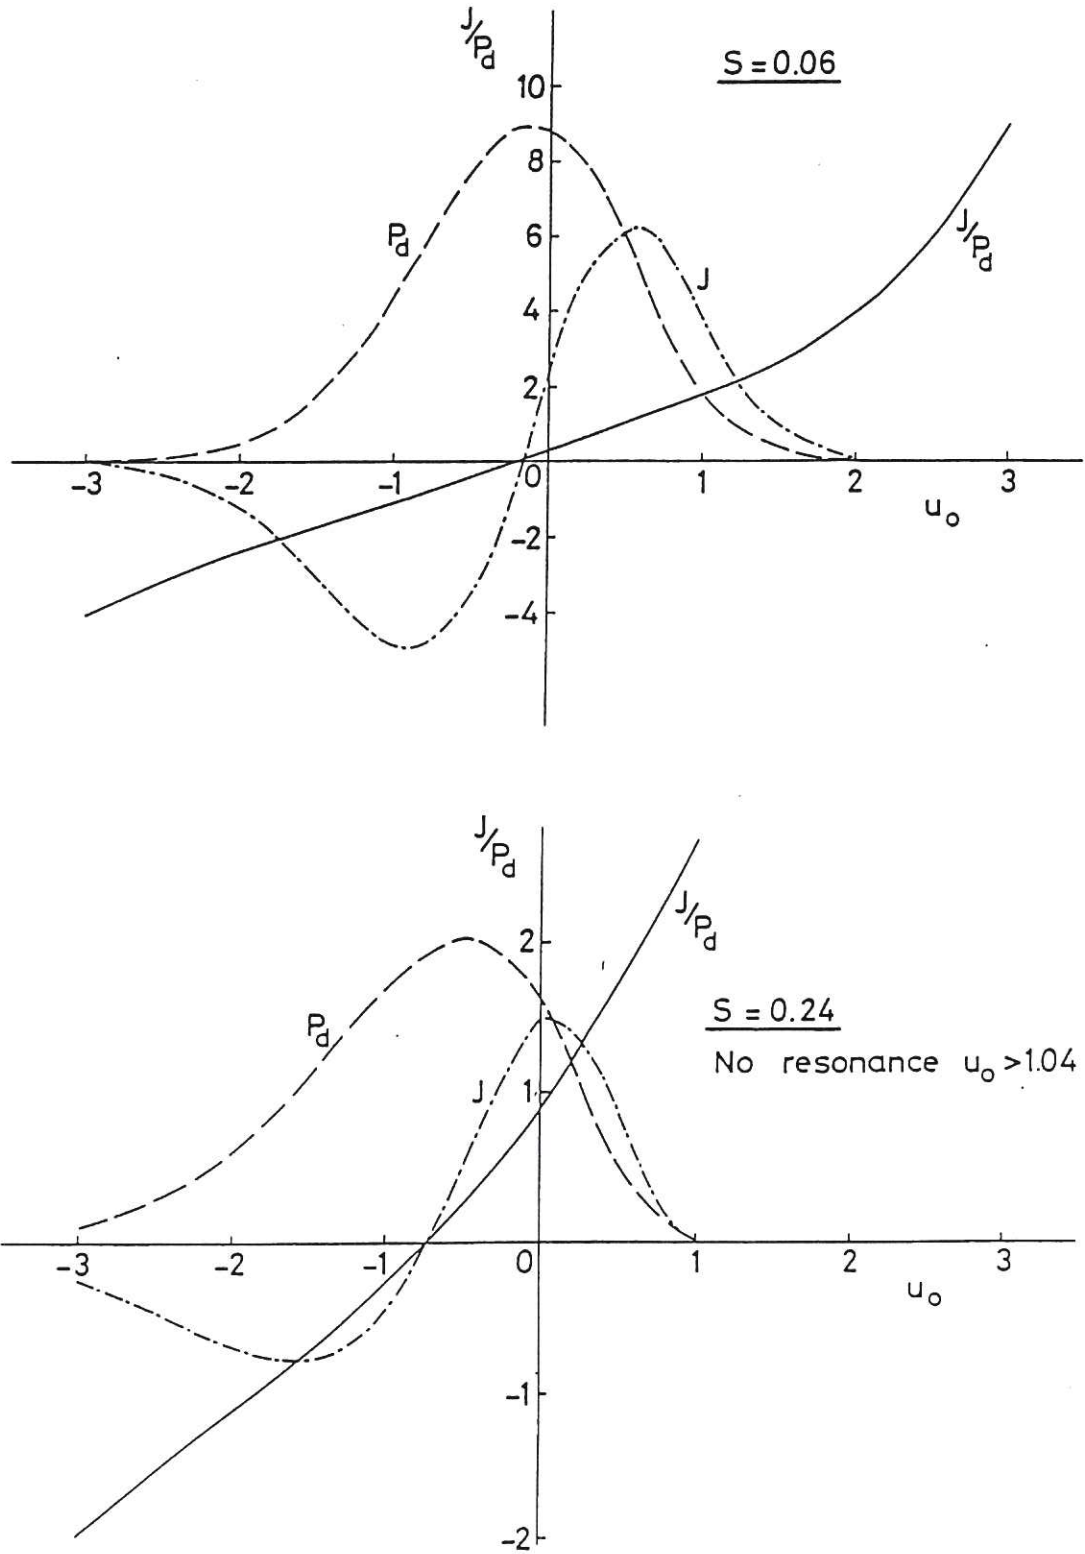 J/Pd
S = 0.06
10
8
Pd
6
J/Pd
J
4
2
-3 -2 -1 0 1 2 3
uo
-2
-4
J/Pd
J/Pd
2
Pd
S = 0.24
No resonance uo >1.04
J
1
-3 -2 -1 0 1 2 3
uo
-1
-2